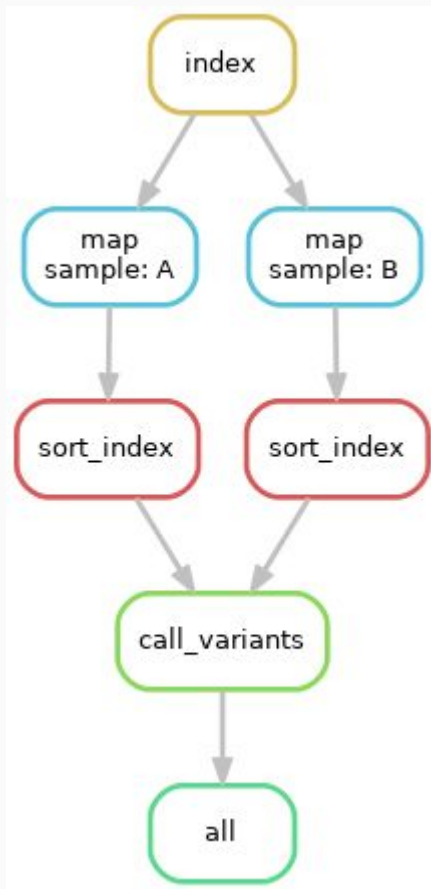 index
map
sample: A
map
sample: B
sort_index
sort_index
call_variants
all